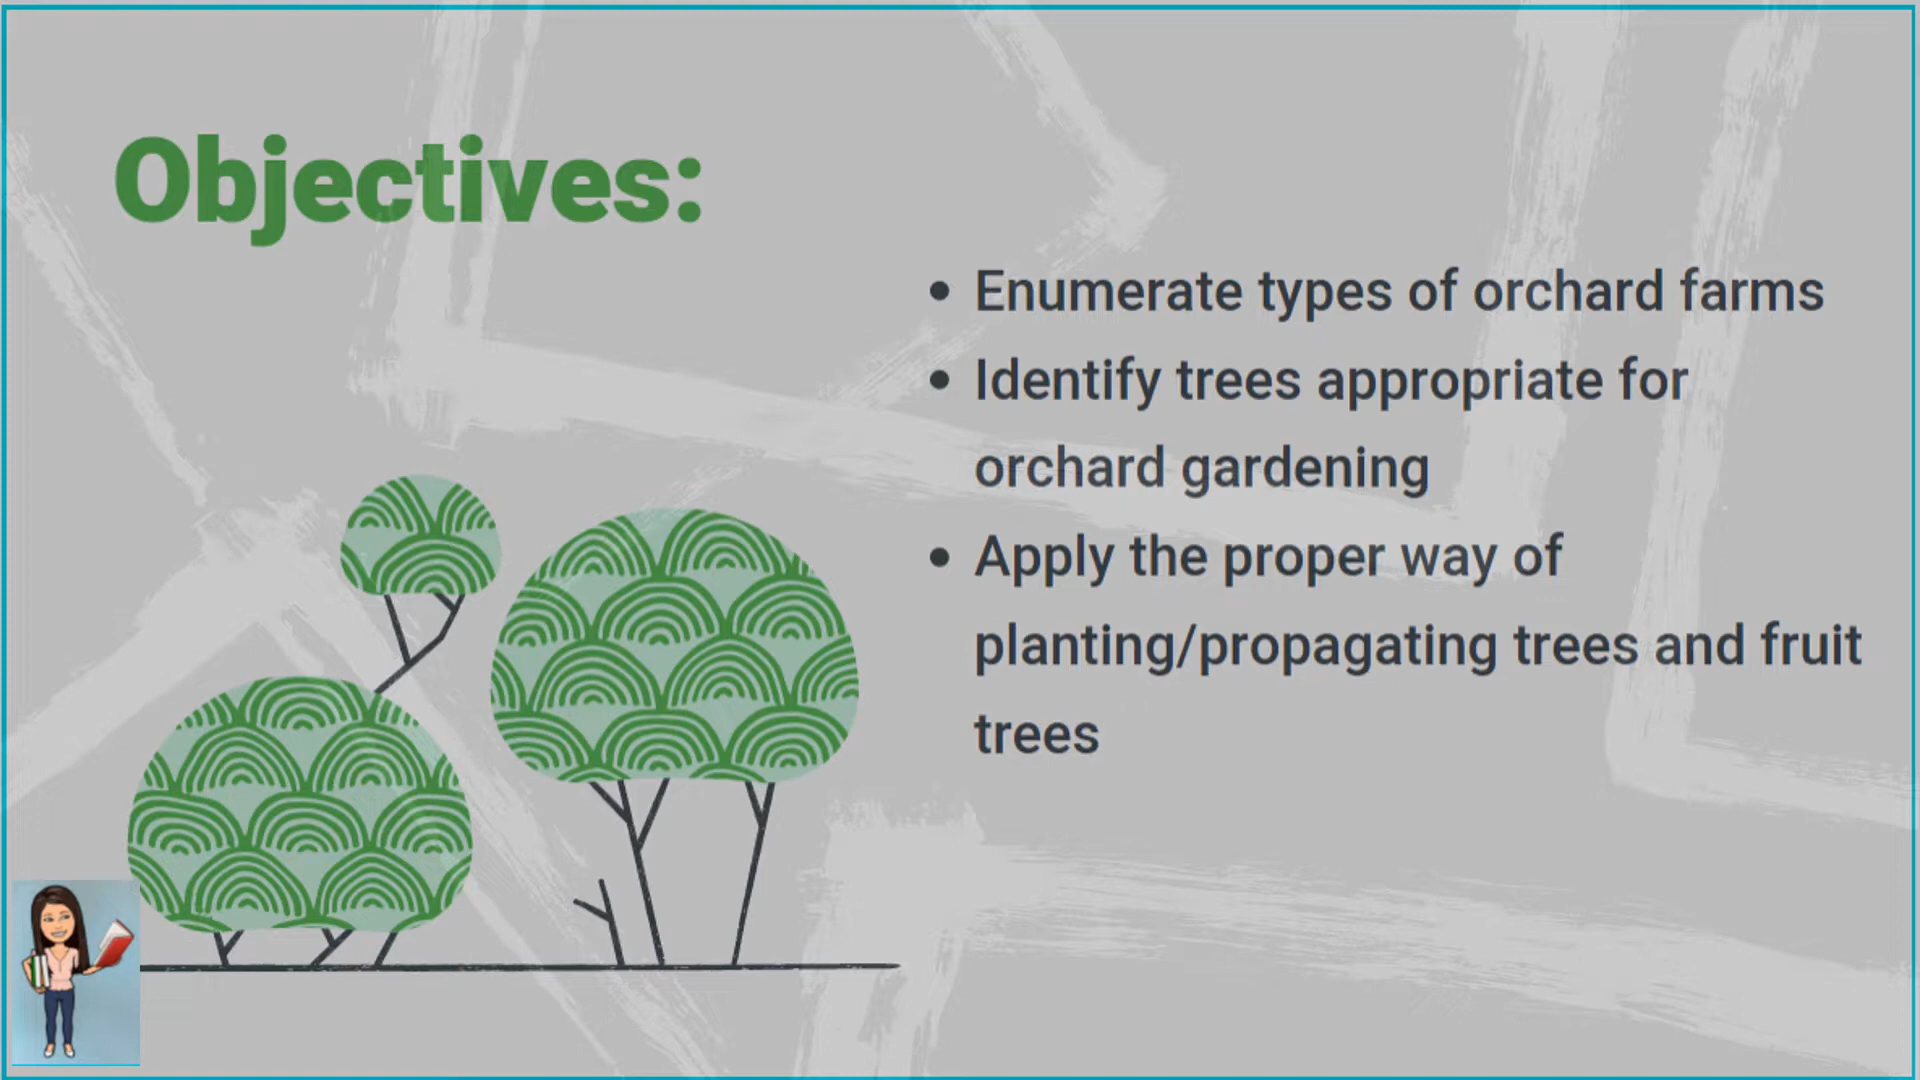 Objectives:
• Enumerate types of orchard farms
• Identify trees appropriate for
orchard gardening
• Apply the proper way of
planting/propagating trees and fruit
trees